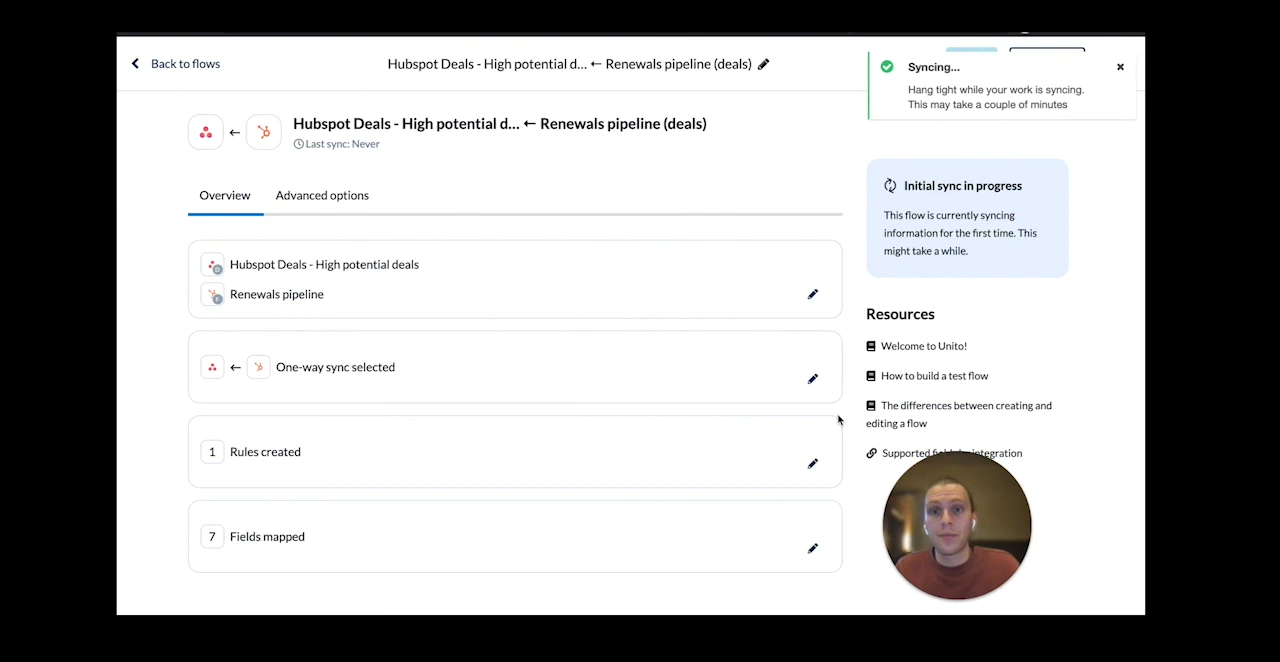 Back to flows
Hubspot Deals - High potential d... ← Renewals pipeline (deals)
Syncing...
Hang tight while your work is syncing.
This may take a couple of minutes
Hubspot Deals - High potential d... ← Renewals pipeline (deals)
Last sync: Never
Overview
Advanced options
Initial sync in progress
This flow is currently syncing
information for the first time. This
might take a while.
Hubspot Deals - High potential deals
Renewals pipeline
Resources
Welcome to Unito!
How to build a test flow
The differences between creating and
editing a flow
Supported integration
← One-way sync selected
1 Rules created
7 Fields mapped